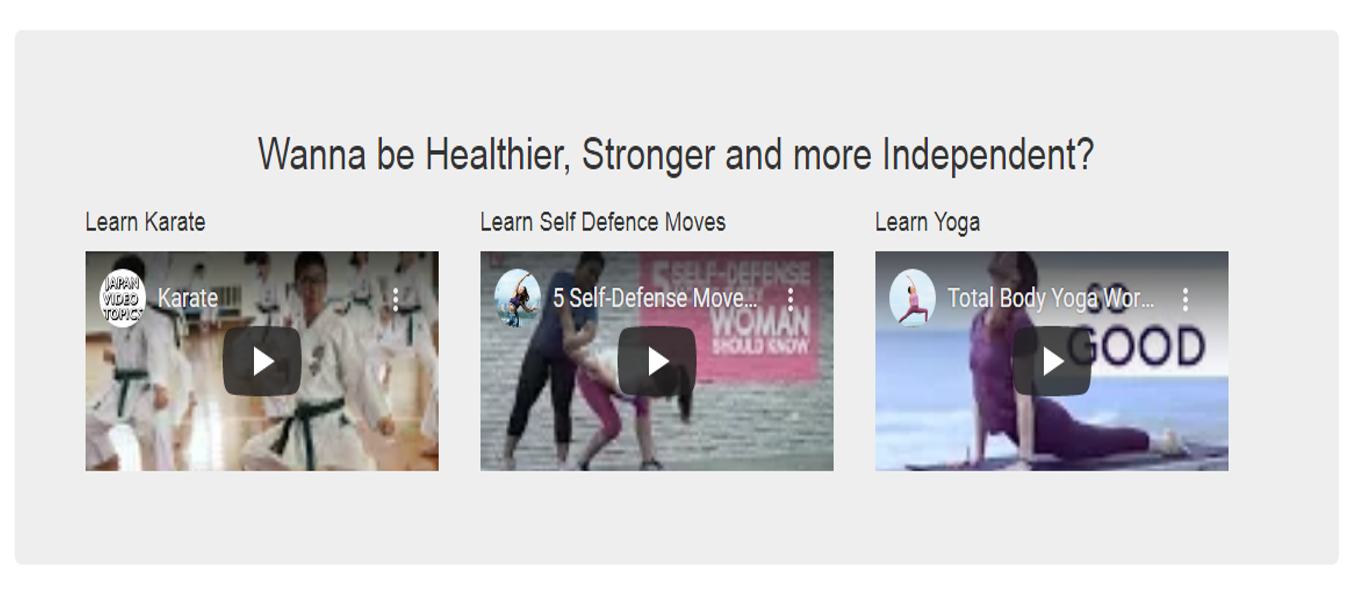 Wanna be Healthier, Stronger and more Independent?
Learn Karate
Learn Self Defence Moves
Learn Yoga
JAPAN
VIDEO
TOPICS
Karate
5 Self-Defense Move...
5 SELF-DEFENSE
WOMAN
SHOULD KNOW
Total Body Yoga Wor...
GO
GOOD